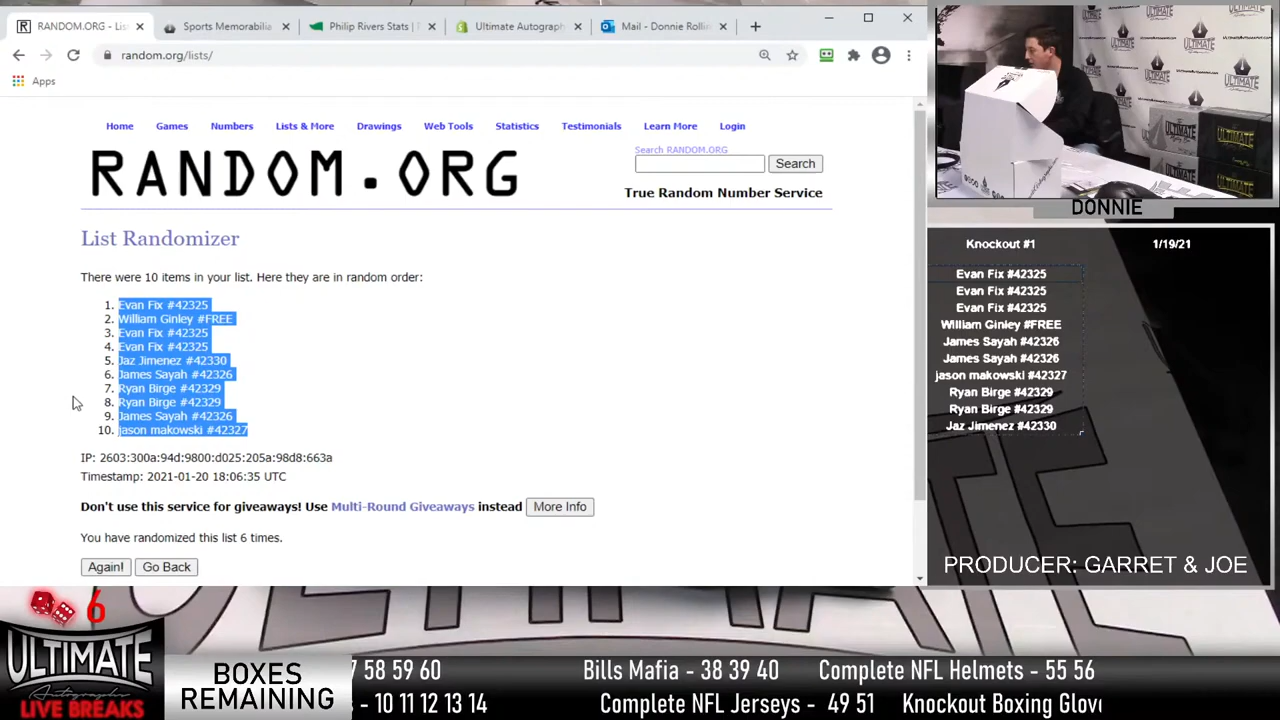 RANDOM.ORG - Lis
Sports Memorabilia
Philip Rivers Stats |
Ultimate Autograph
Mail - Donnie Rollin
random.org/lists/
Apps
Home Games Numbers Lists & More Drawings Web Tools Statistics Testimonials Learn More Login
RANDOM.ORG
Search RANDOM.ORG
Search
True Random Number Service
List Randomizer
There were 10 items in your list. Here they are in random order:
1. Evan Fix #42325
2. William Ginley #FREE
3. Evan Fix #42325
4. Evan Fix #42325
5. Jaz Jimenez #42330
6. James Sayah #42326
7. Ryan Birge #42329
8. Ryan Birge #42329
9. James Sayah #42326
10. jason makowski #42327
IP: 2603:300a:94d:9800:d025:205a:98d8:663a
Timestamp: 2021-01-20 18:06:35 UTC
Don't use this service for giveaways! Use Multi-Round Giveaways instead More Info
You have randomized this list 6 times.
Again! Go Back
ULTIMATE
DONNIE
Knockout #1 1/19/21
Evan Fix #42325
Evan Fix #42325
Evan Fix #42325
William Ginley #FREE
James Sayah #42326
James Sayah #42326
jason makowski #42327
Ryan Birge #42329
Ryan Birge #42329
Jaz Jimenez #42330
PRODUCER: GARRET & JOE
6
ULTIMATE
Autographs
LIVE BREAKS
BOXES
REMAINING
7 58 59 60 Bills Mafia - 38 39 40 Complete NFL Helmets - 55 56
- 10 11 12 13 14 Complete NFL Jerseys - 49 51 Knockout Boxing Glov